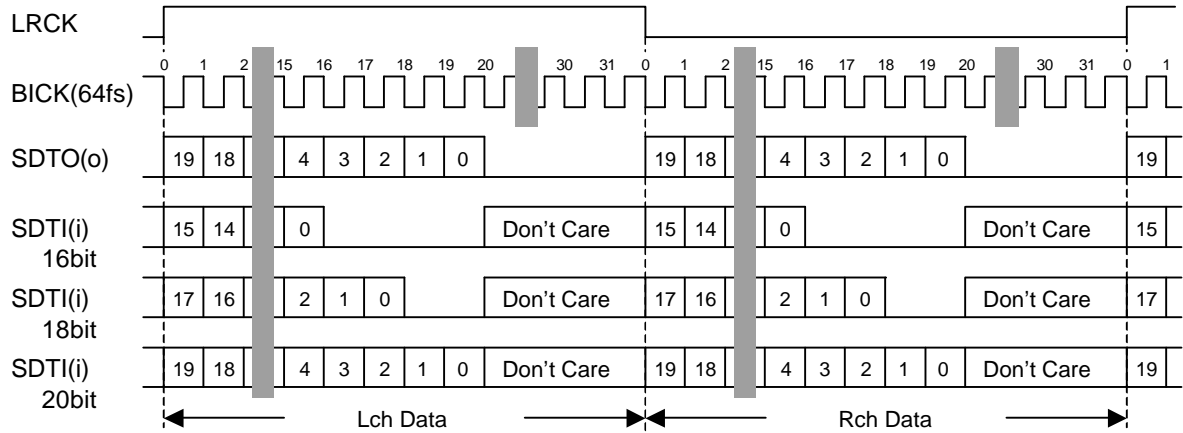 LRCK
0 1 2 15 16 17 18 19 20 30 31 0 1 2 15 16 17 18 19 20 30 31 0 1
BICK(64fs)
SDTO(o) 19 18 4 3 2 1 0 19 18 4 3 2 1 0 19
SDTI(i) 15 14 0 Don’t Care 15 14 0 Don’t Care 15
16bit
SDTI(i) 17 16 2 1 0 Don’t Care 17 16 2 1 0 Don’t Care 17
18bit
SDTI(i) 19 18 4 3 2 1 0 Don’t Care 19 18 4 3 2 1 0 Don’t Care 19
20bit
Lch Data Rch Data